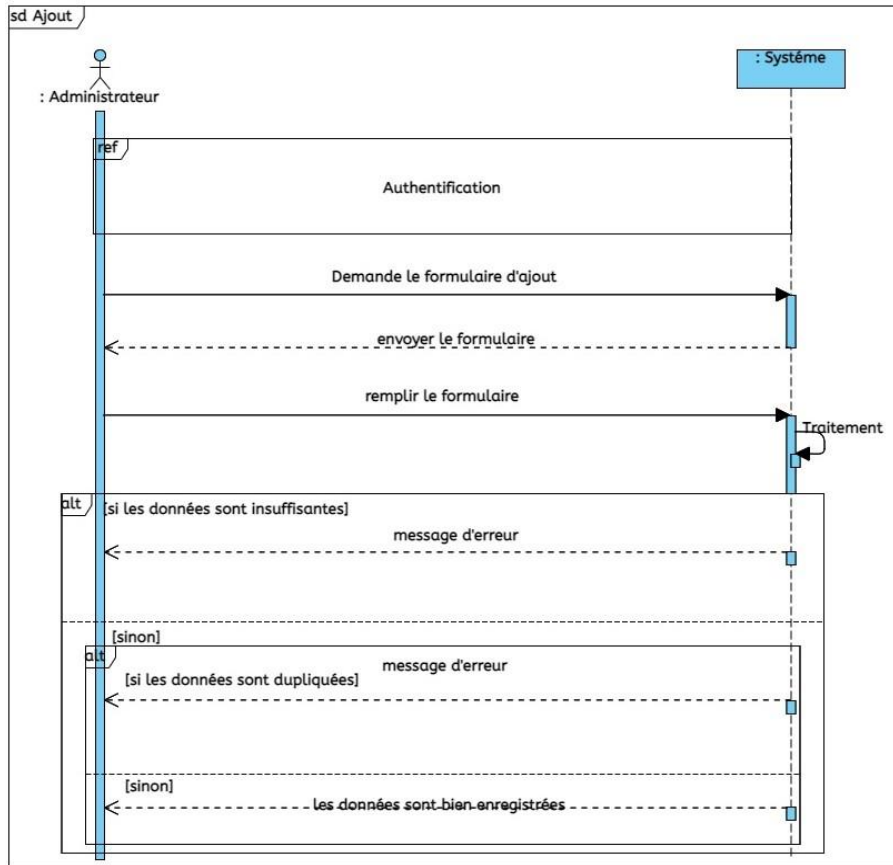 sd Ajout
: Systéme
: Administrateur
ref
Authentification
Demande le formulaire d'ajout
envoyer le formulaire
remplir le formulaire
Traitement
alt
[si les données sont insuffisantes]
message d'erreur
[sinon]
alt
message d'erreur
[si les données sont dupliquées]
[sinon]
les données sont bien enregistrées